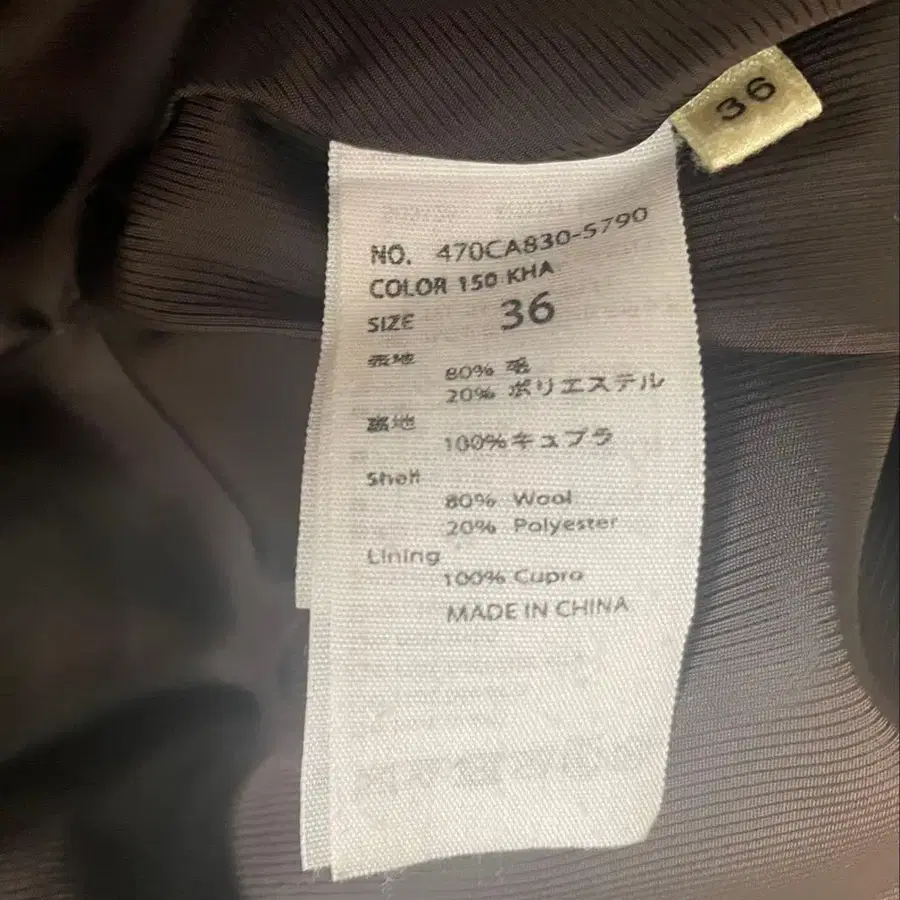 36
NO. 470CA830-5790
COLOR 150 KHA
SIZE 36
表地
80% 毛
20% ポリエステル
裏地
100%キュプラ
Shell
80% Wool
20% Polyester
Lining
100% Cupro
MADE IN CHINA